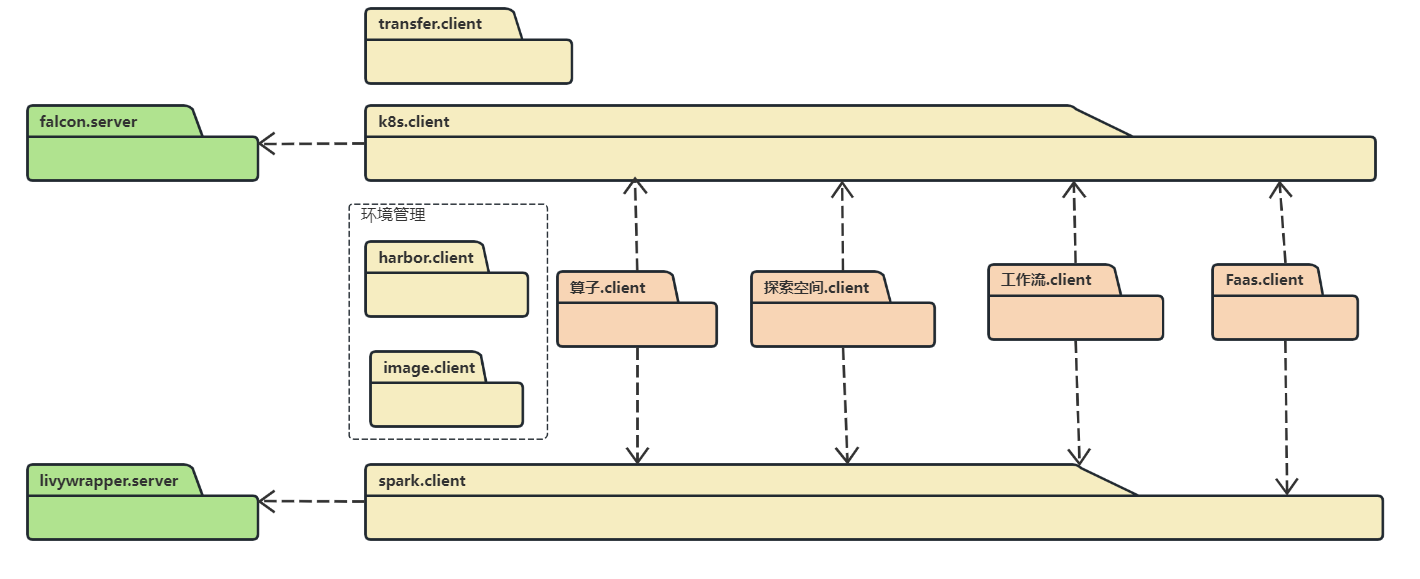 transfer.client
falcon.server
k8s.client
环境管理
harbor.client
算子.client
探索空间.client
工作流.client
Faas.client
image.client
livywrapper.server
spark.client